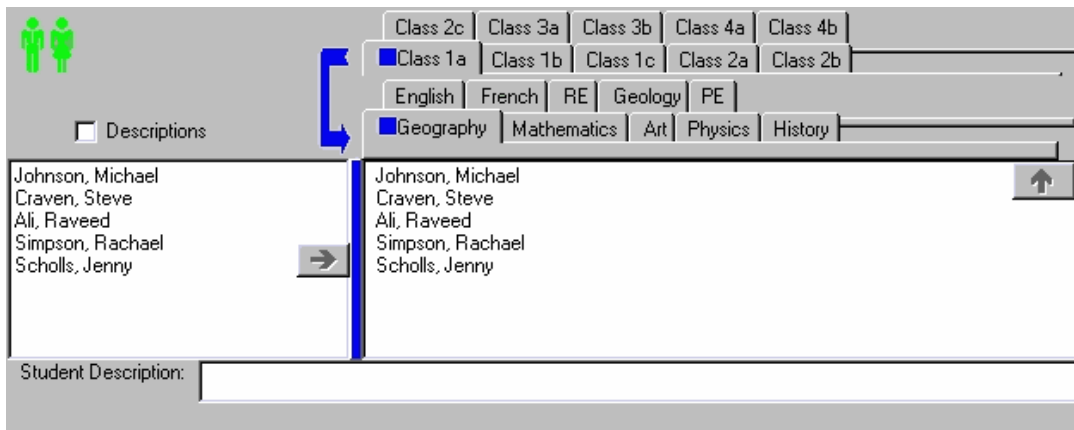 Class 2c Class 3a Class 3b Class 4a Class 4b
Class 1a Class 1b Class 1c Class 2a Class 2b
English French RE Geology PE
Descriptions
Geography Mathematics Art Physics History
Johnson, Michael
Craven, Steve
Ali, Raveed
Simpson, Rachael
Scholls, Jenny
Johnson, Michael
Craven, Steve
Ali, Raveed
Simpson, Rachael
Scholls, Jenny
Student Description: